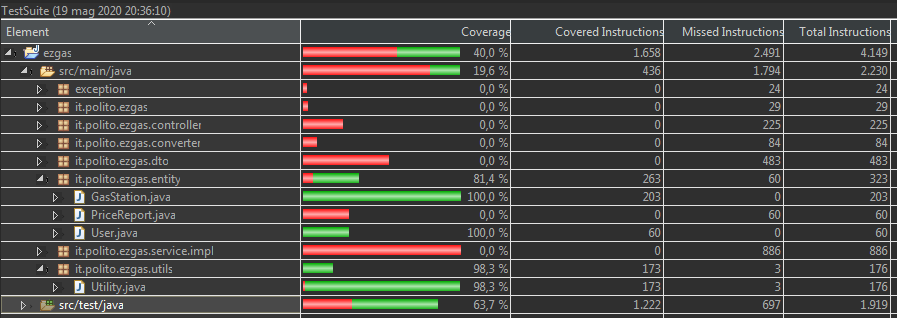 TestSuite (19 mag 2020 20:36:10)
Element Coverage Covered Instructions Missed Instructions Total Instructions
ezgas 40,0 % 1.658 2.491 4.149
src/main/java 19,6 % 436 1.794 2.230
exception 0,0 % 0 24 24
it.polito.ezgas 0,0 % 0 29 29
it.polito.ezgas.controller 0,0 % 0 225 225
it.polito.ezgas.converter 0,0 % 0 84 84
it.polito.ezgas.dto 0,0 % 0 483 483
it.polito.ezgas.entity 81,4 % 263 60 323
GasStation.java 100,0 % 203 0 203
PriceReport.java 0,0 % 0 60 60
User.java 100,0 % 60 0 60
it.polito.ezgas.service.impl 0,0 % 0 886 886
it.polito.ezgas.utils 98,3 % 173 3 176
Utility.java 98,3 % 173 3 176
src/test/java 63,7 % 1.222 697 1.919